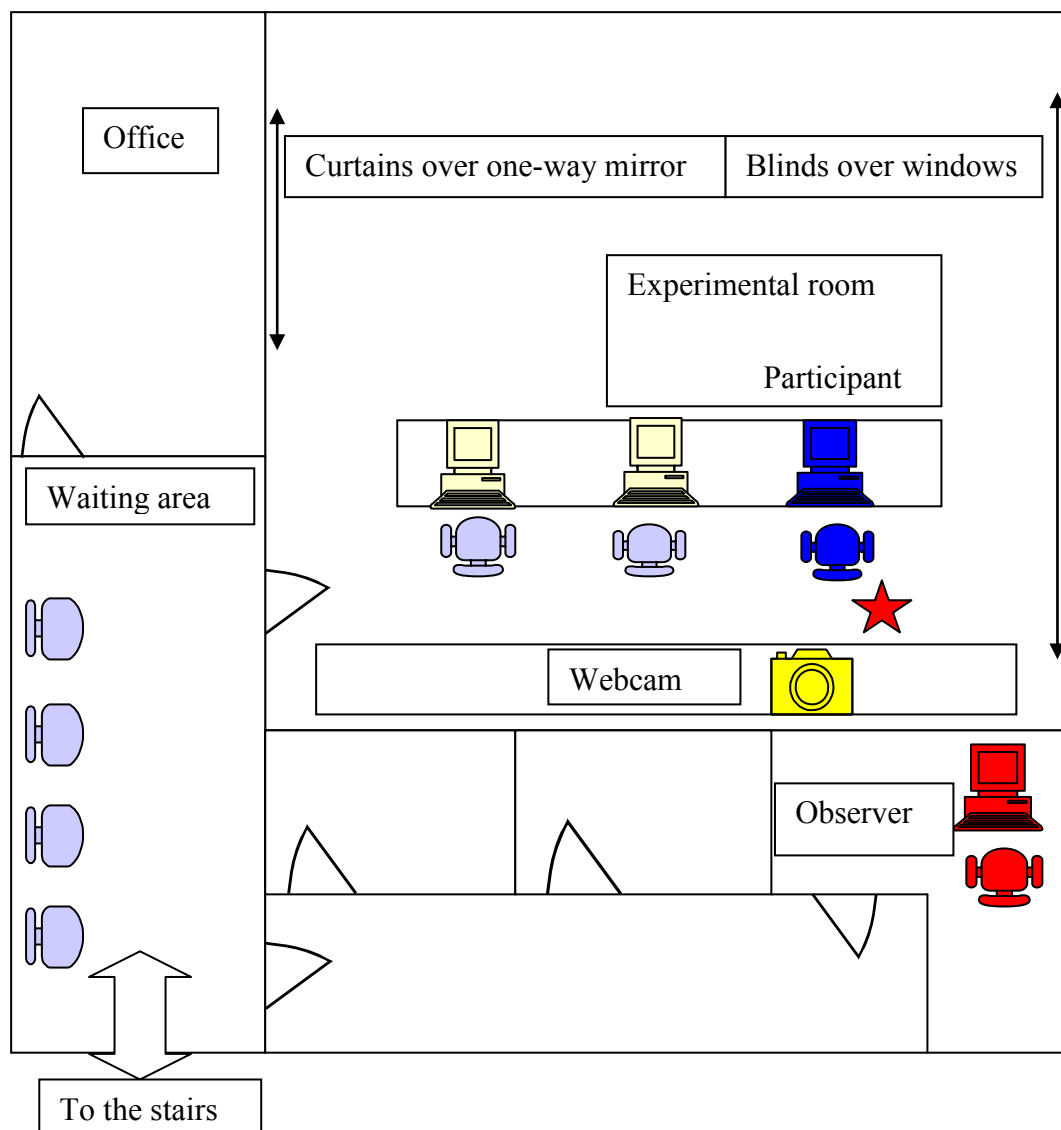 Office
Curtains over one-way mirror
Blinds over windows
Experimental room
Participant
Waiting area
Webcam
Observer
To the stairs